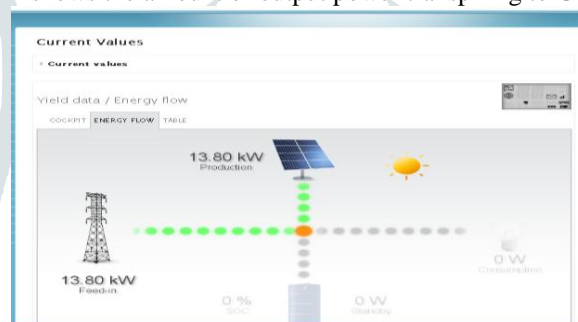 Current Values
Current values
Yield data / Energy flow
COCKPIT ENERGY FLOW TABLE
13.80 kW
Production
0 W
Consumption
13.80 kW
Feed-in
0 % 0 W
SOC Standby